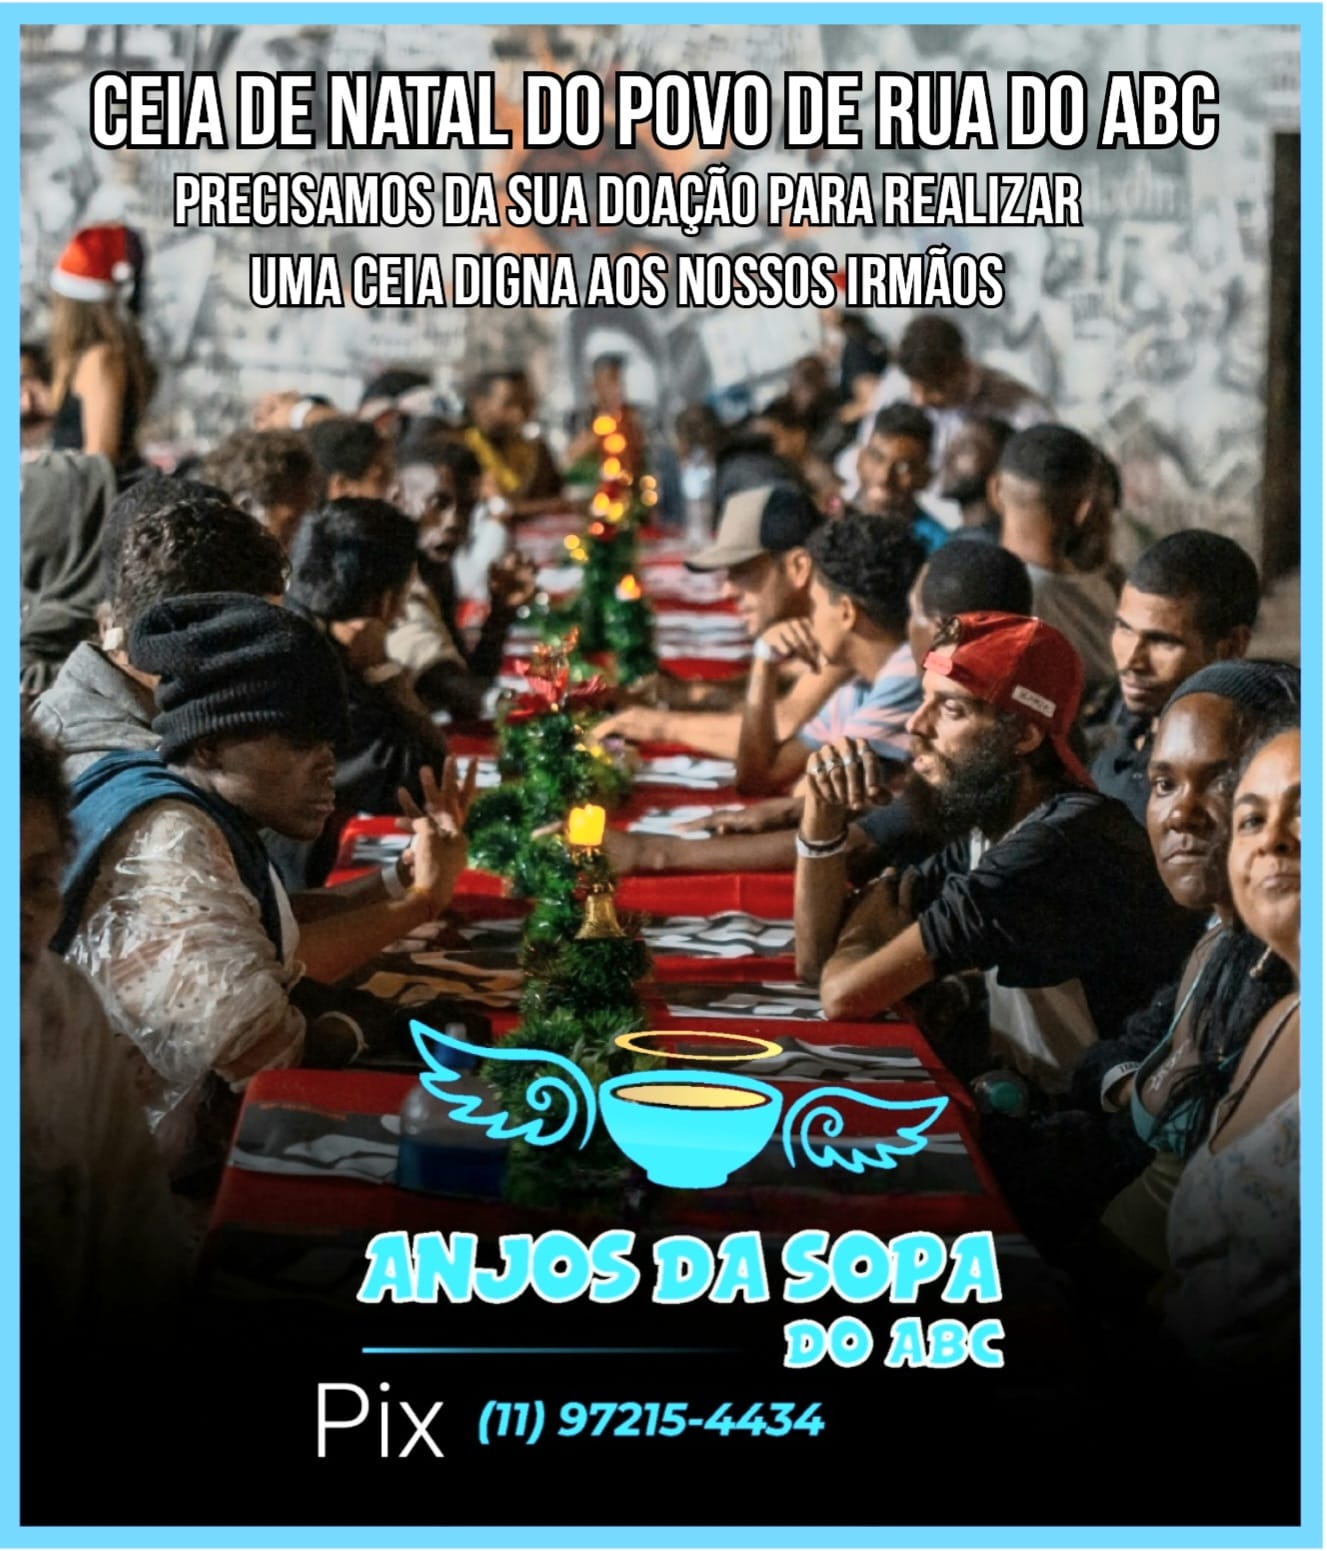 CEIA DE NATAL DO POVO DE RUA DO ABC
PRECISAMOS DA SUA DOAÇÃO PARA REALIZAR
UMA CEIA DIGNA AOS NOSSOS IRMÃOS
ANJOS DA SOPA
DO ABC
Pix (11) 97215-4434